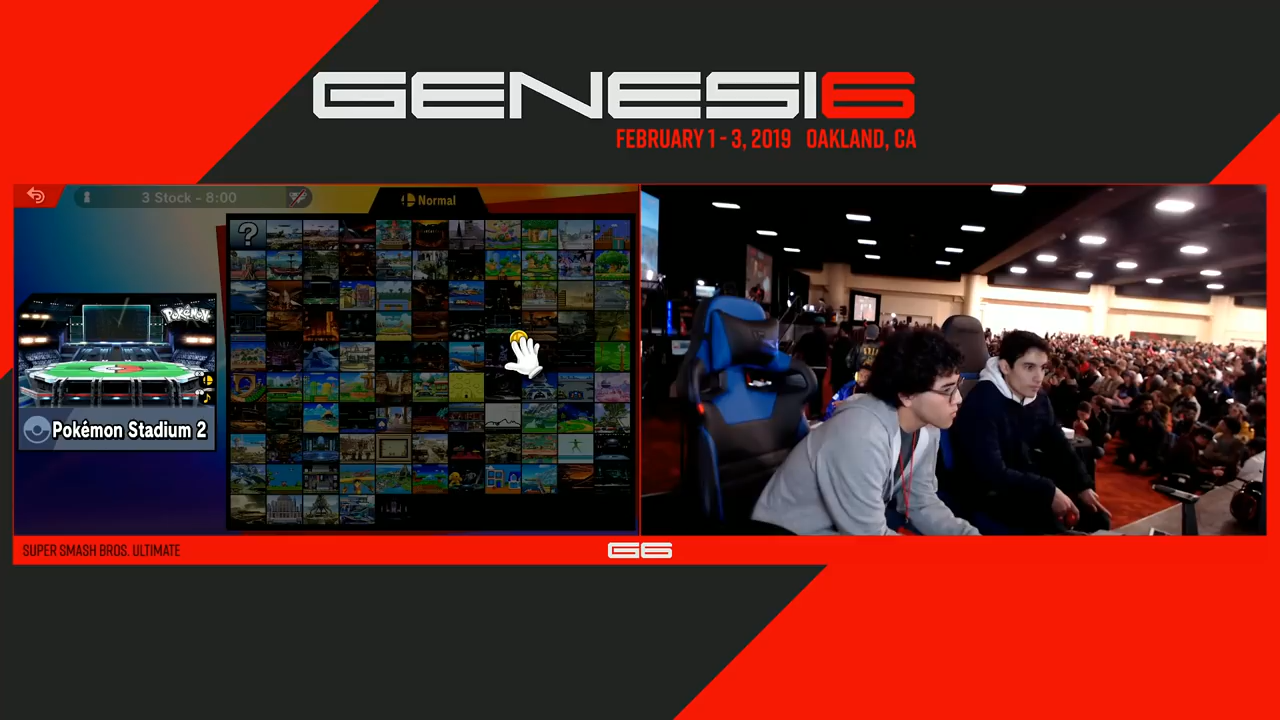 GENESI6
FEBRUARY 1 - 3, 2019 OAKLAND, CA
3 Stock - 8:00
Normal
?
Pokémon
Pokémon Stadium 2
SUPER SMASH BROS. ULTIMATE
G6